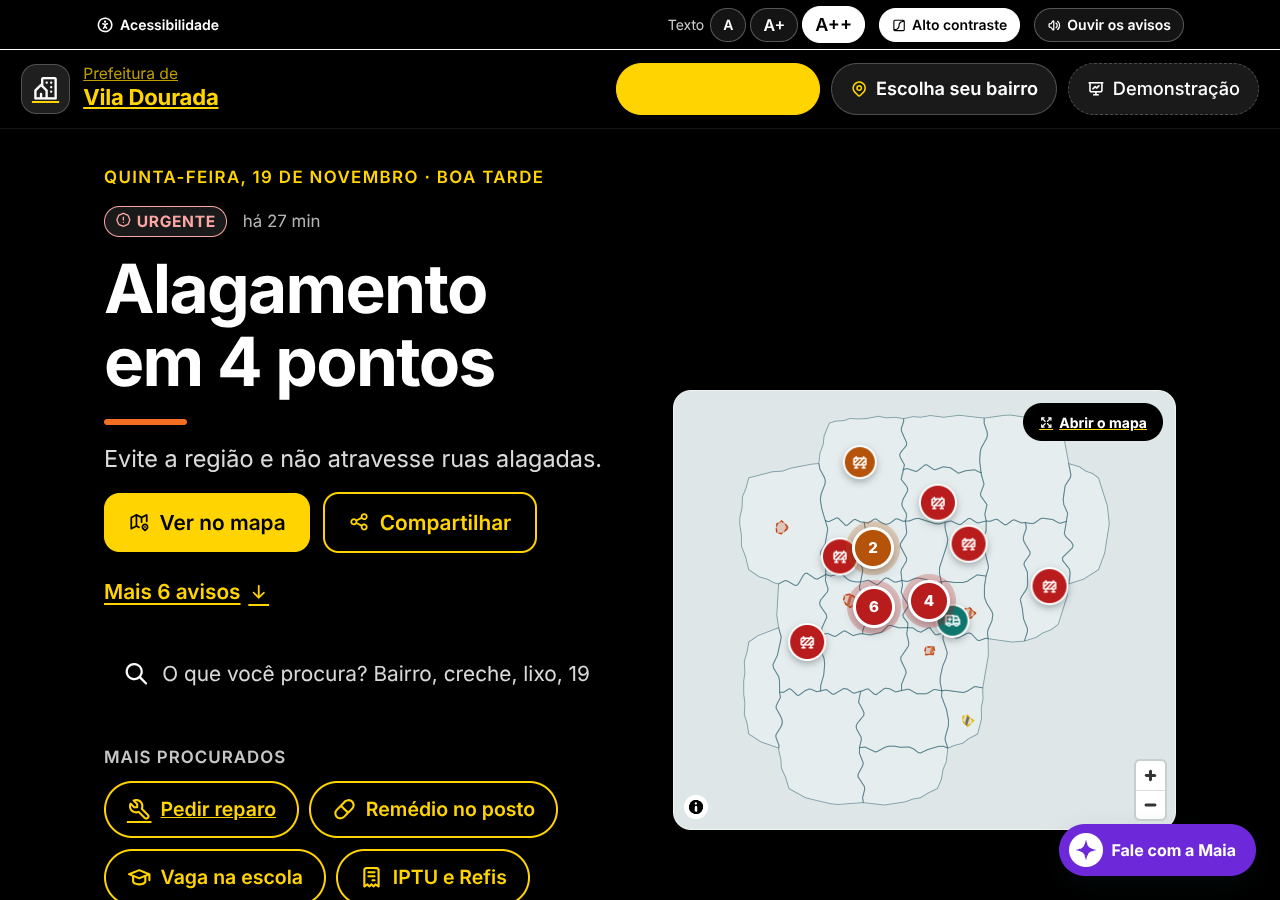 Acessibilidade
Texto A A+ A++ Alto contraste Ouvir os avisos
Prefeitura de
Vila Dourada
Escolha seu bairro
Demonstração
QUINTA-FEIRA, 19 DE NOVEMBRO · BOA TARDE
URGENTE há 27 min
Alagamento
em 4 pontos
Evite a região e não atravesse ruas alagadas.
Ver no mapa
Compartilhar
Mais 6 avisos
O que você procura? Bairro, creche, lixo, 19
MAIS PROCURADOS
Pedir reparo
Remédio no posto
Vaga na escola
IPTU e Refis
Abrir o mapa
2
6
4
+
−
Fale com a Maia